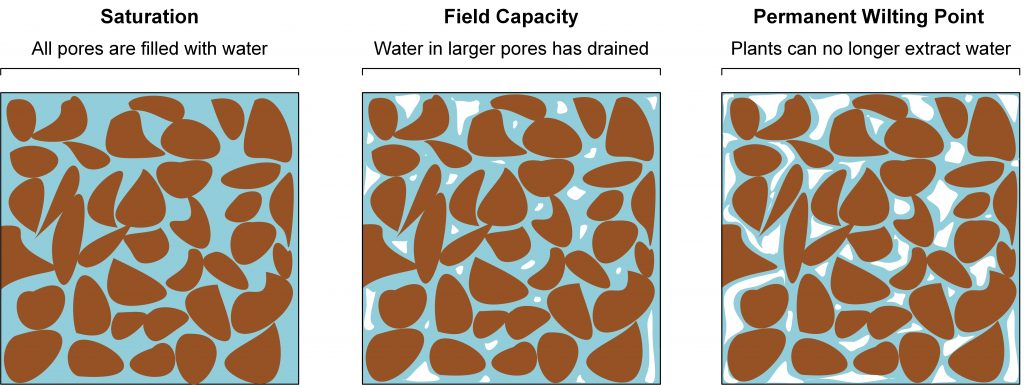 Saturation
All pores are filled with water
Field Capacity
Water in larger pores has drained
Permanent Wilting Point
Plants can no longer extract water